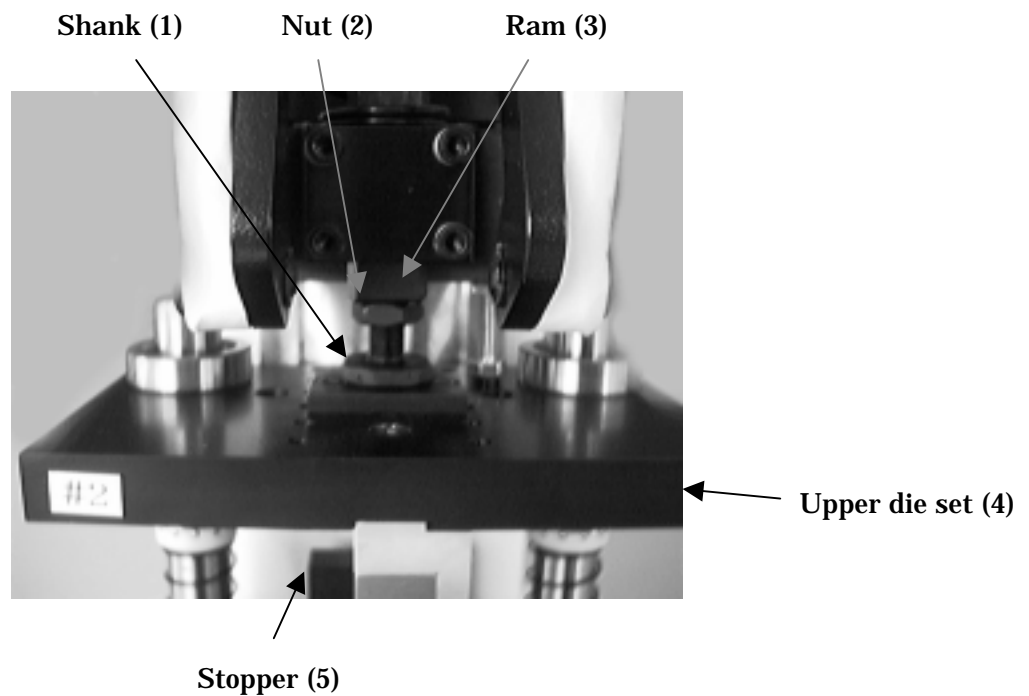 Shank (1) Nut (2) Ram (3)
#2
Upper die set (4)
Stopper (5)